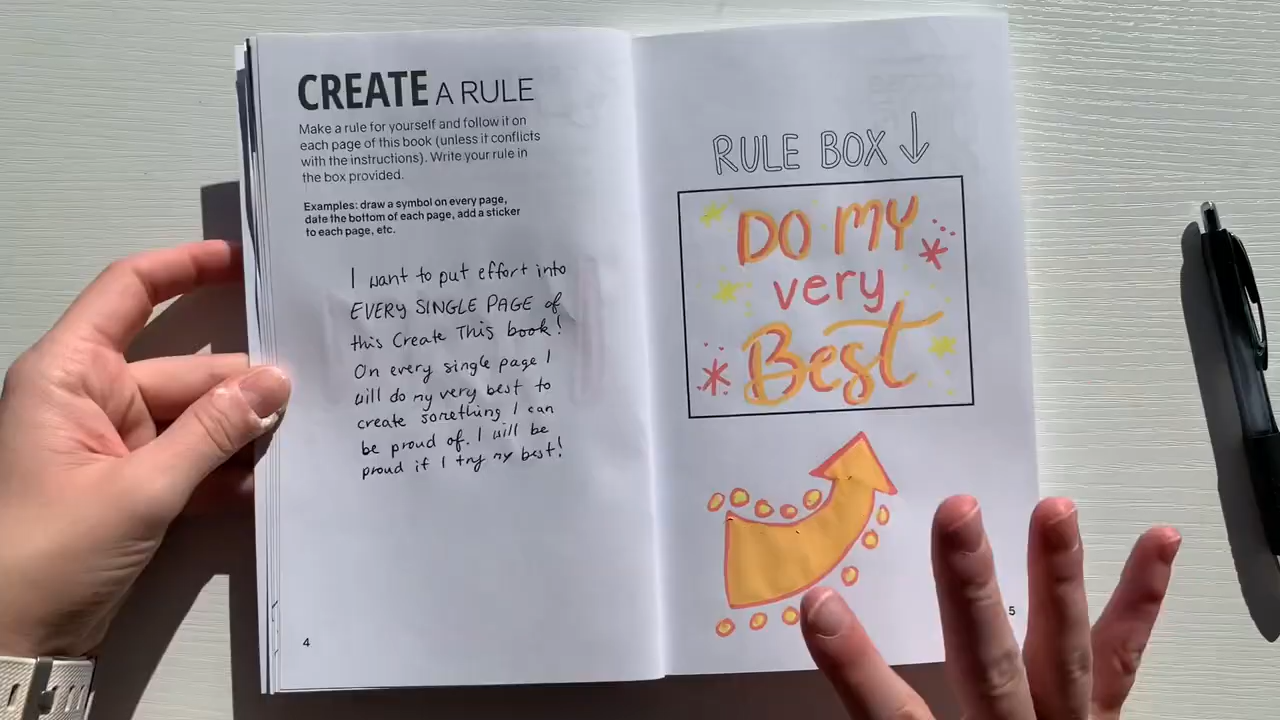 CREATE A RULE
Make a rule for yourself and follow it on
each page of this book (unless it conflicts
with the instructions). Write your rule in
the box provided.
Examples: draw a symbol on every page,
date the bottom of each page, add a sticker
to each page, etc.
I want to put effort into
EVERY SINGLE PAGE of
this Create This book!
On every single page I
will do my very best to
create something I can
be proud of. I will be
proud if I try my best!
4
RULE BOX ↓
DO MY
very
Best
5